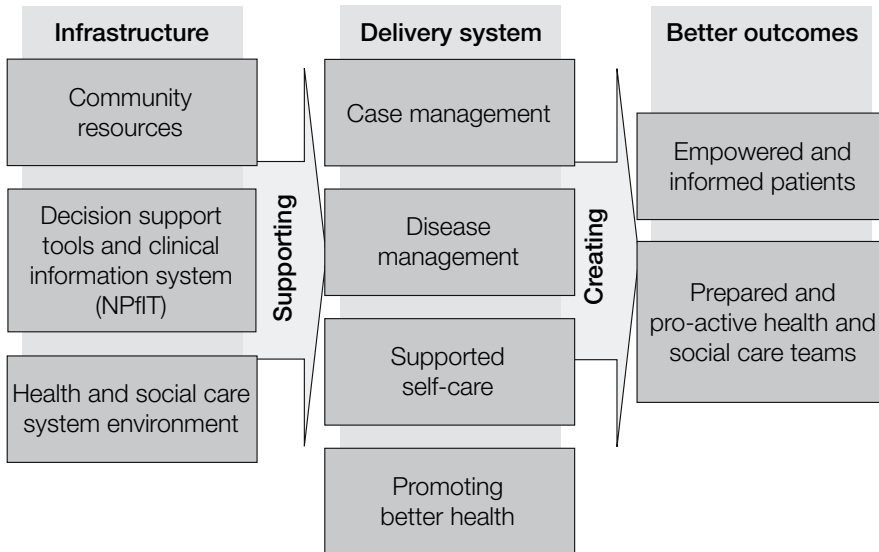 Infrastructure
Community
resources
Decision support
tools and clinical
information system
(NPfIT)
Health and social care
system environment
Supporting
Delivery system
Case management
Disease
management
Supported
self-care
Promoting
better health
Creating
Better outcomes
Empowered and
informed patients
Prepared and
pro-active health and
social care teams